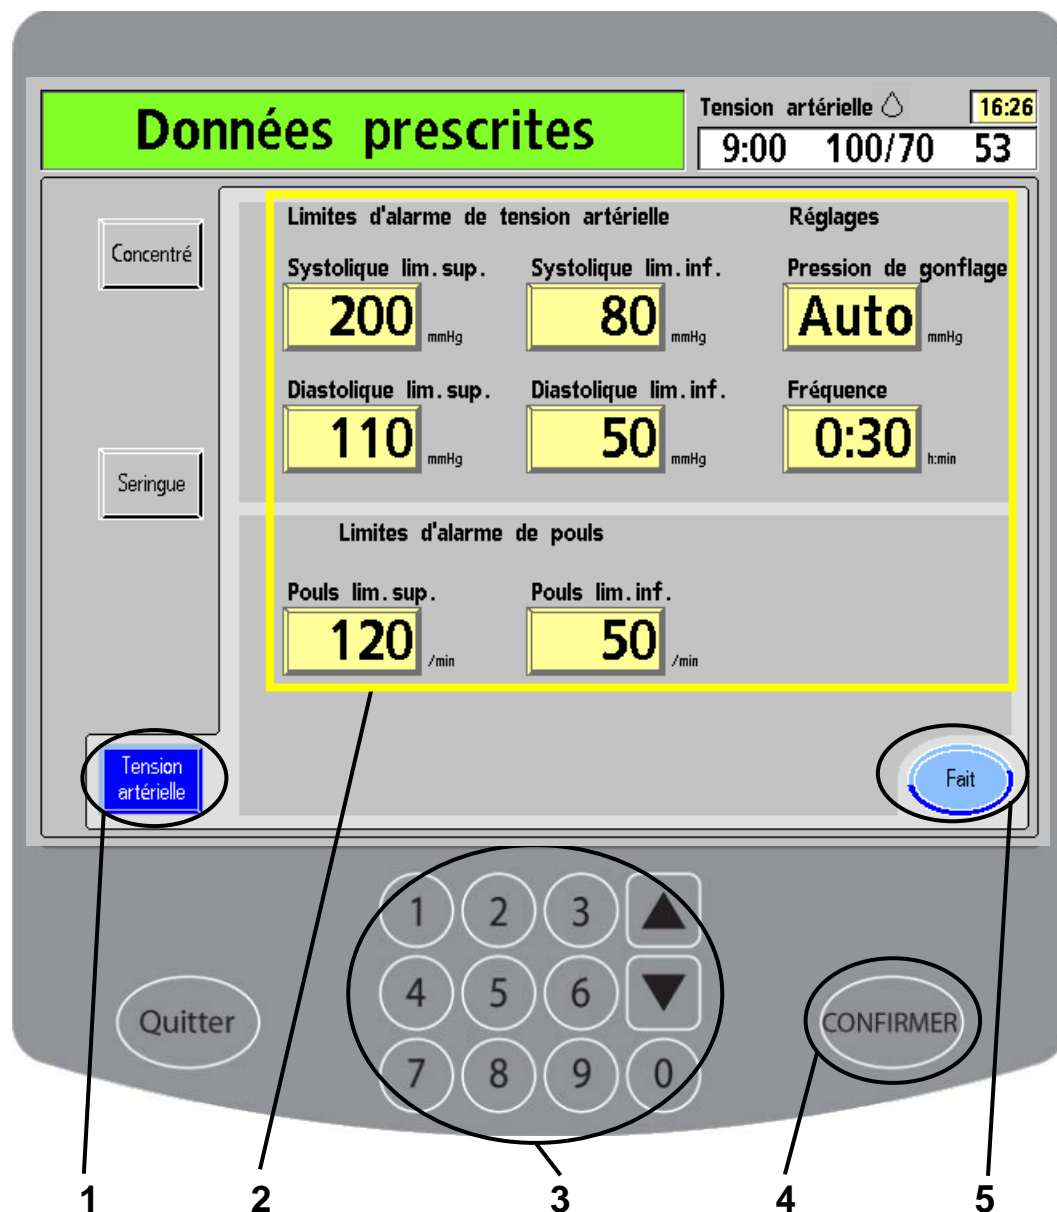 Données prescrites
Tension artérielle
16:26
9:00 100/70 53
Concentré
Seringue
Tension
artérielle
Limites d'alarme de tension artérielle
Réglages
Systolique lim.sup.
Systolique lim.inf.
Pression de gonflage
200 mmHg
80 mmHg
Auto mmHg
Diastolique lim.sup.
Diastolique lim.inf.
Fréquence
110 mmHg
50 mmHg
0:30 h:min
Limites d'alarme de pouls
Pouls lim.sup.
Pouls lim.inf.
120 /min
50 /min
Fait
1 2 3
4 5 6
7 8 9 0
Quitter
CONFIRMER
1 2 3 4 5